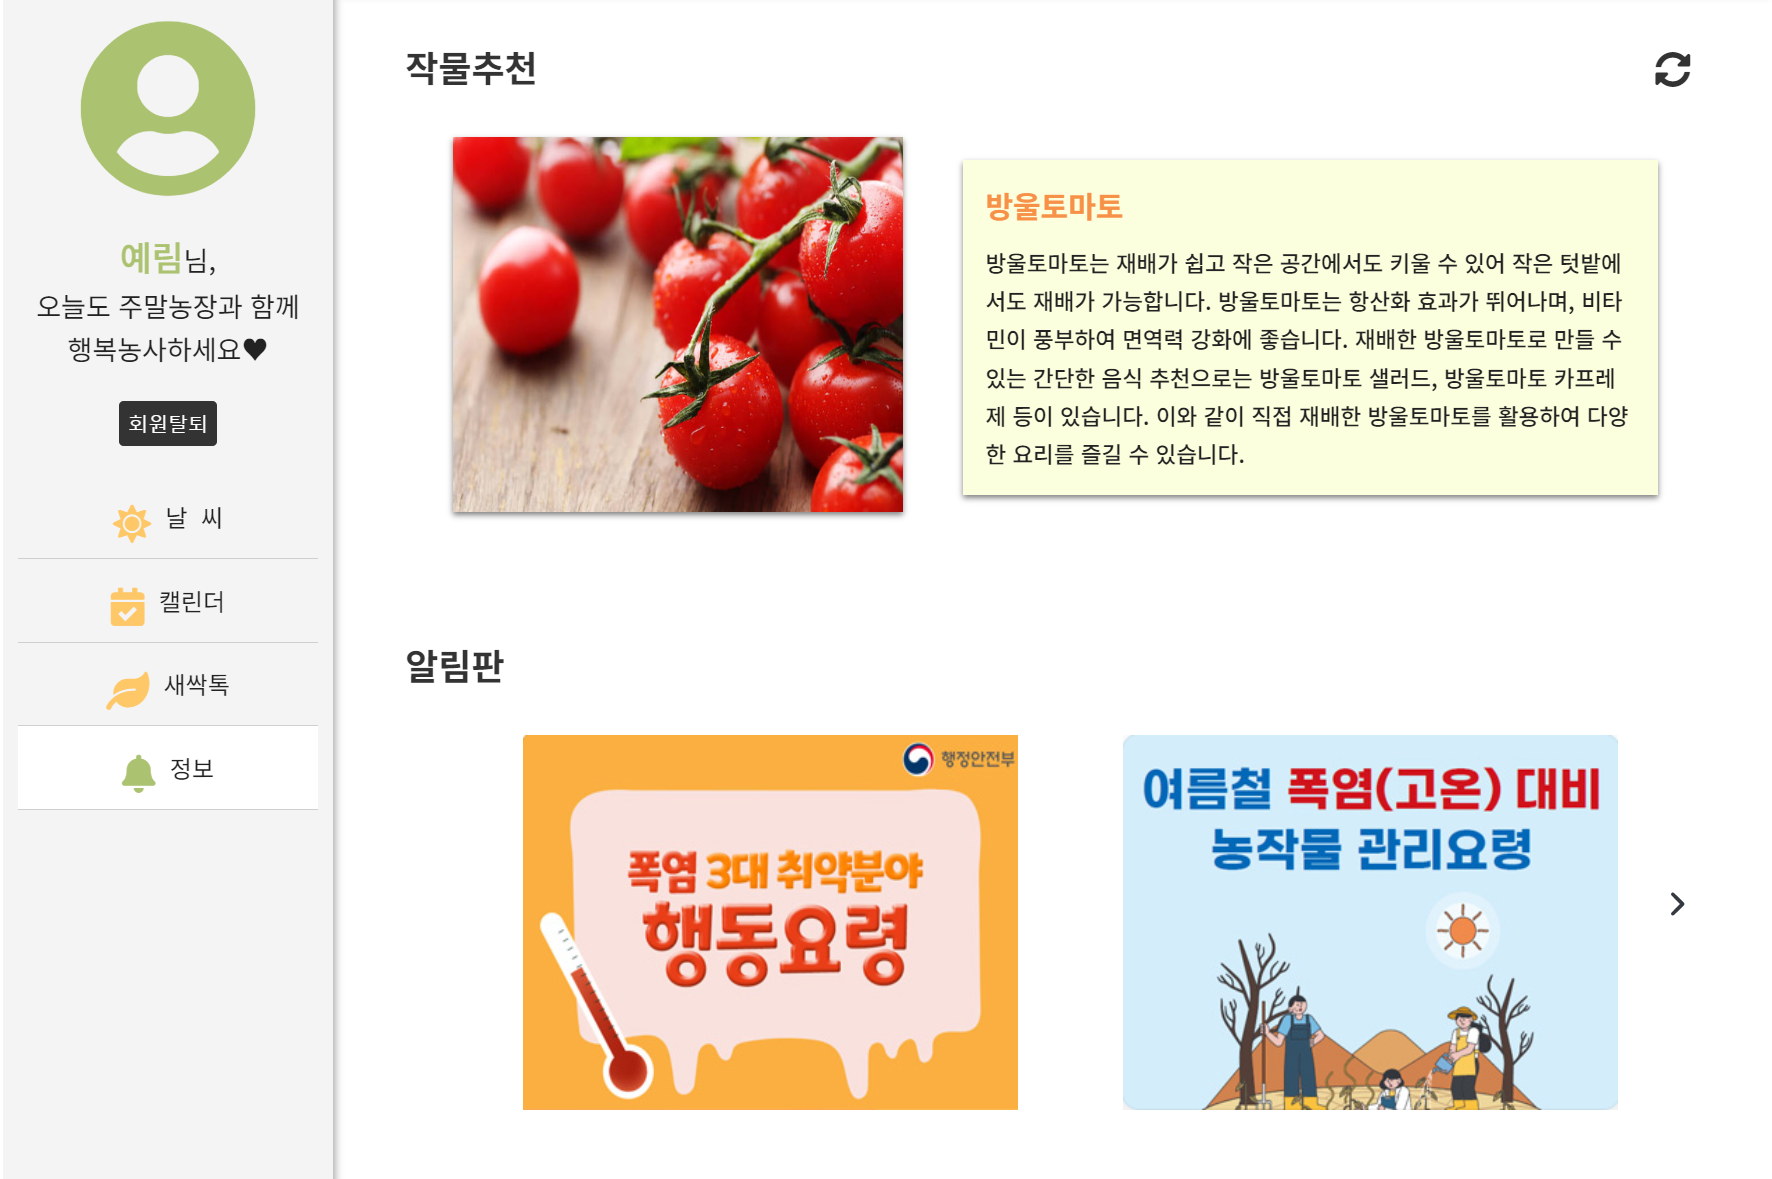 예림님,
오늘도 주말농장과 함께
행복농사하세요♥
회원탈퇴
날 씨
캘린더
새싹톡
정보
작물추천
방울토마토
방울토마토는 재배가 쉽고 작은 공간에서도 키울 수 있어 작은 텃밭에
서도 재배가 가능합니다. 방울토마토는 항산화 효과가 뛰어나며, 비타
민이 풍부하여 면역력 강화에 좋습니다. 재배한 방울토마토로 만들 수
있는 간단한 음식 추천으로는 방울토마토 샐러드, 방울토마토 카프레
제 등이 있습니다. 이와 같이 직접 재배한 방울토마토를 활용하여 다양
한 요리를 즐길 수 있습니다.
알림판
행정안전부
폭염 3대 취약분야
행동요령
여름철 폭염(고온) 대비
농작물 관리요령